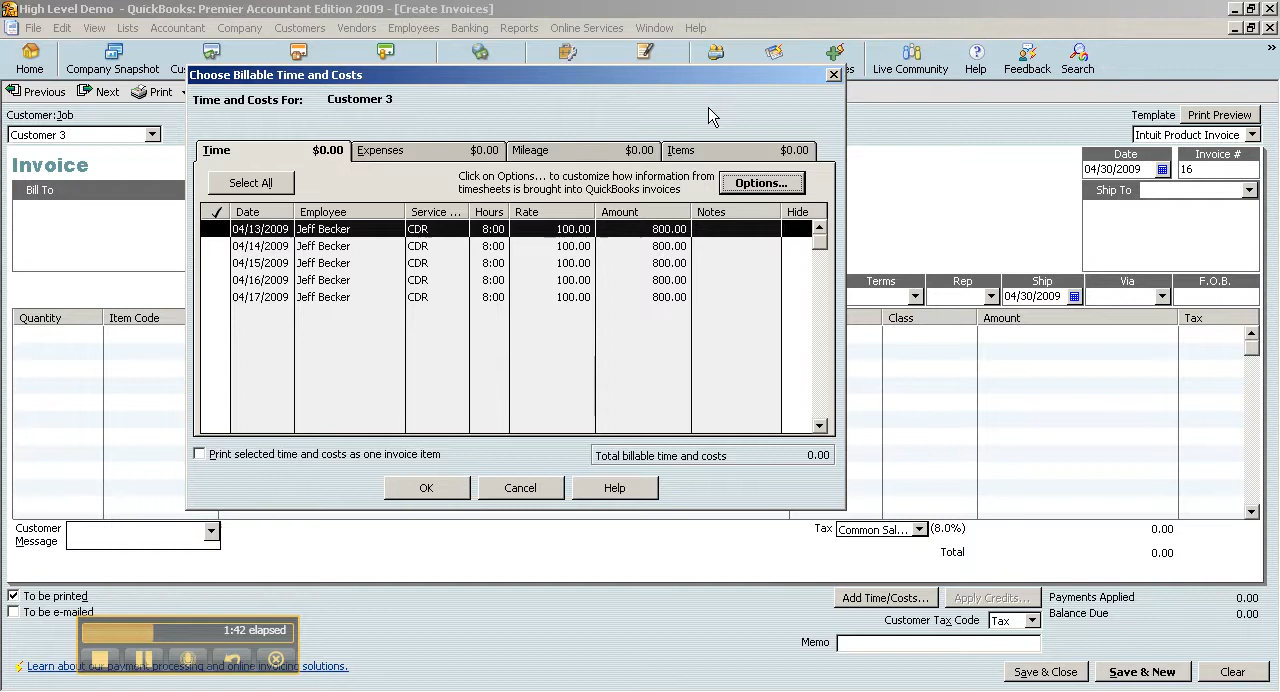 High Level Demo - QuickBooks: Premier Accountant Edition 2009 - [Create Invoices]
File Edit View Lists Accountant Company Customers Vendors Employees Banking Reports Online Services Window Help
Home Company Snapshot Live Community Help Feedback Search
Previous Next Print
Choose Billable Time and Costs
Time and Costs For: Customer 3
Customer:Job
Customer 3
Template Print Preview
Intuit Product Invoice
Invoice
Bill To
Date Invoice #
04/30/2009 16
Ship To
Time $0.00 Expenses $0.00 Mileage $0.00 Items $0.00
Select All
Click on Options... to customize how information from
timesheets is brought into QuickBooks invoices
Options...
Date Employee Service ... Hours Rate Amount Notes Hide
04/13/2009 Jeff Becker CDR 8:00 100.00 800.00
04/14/2009 Jeff Becker CDR 8:00 100.00 800.00
04/15/2009 Jeff Becker CDR 8:00 100.00 800.00
04/16/2009 Jeff Becker CDR 8:00 100.00 800.00
04/17/2009 Jeff Becker CDR 8:00 100.00 800.00
Print selected time and costs as one invoice item
Total billable time and costs 0.00
OK Cancel Help
Terms Rep Ship Via F.O.B.
04/30/2009
Quantity Item Code Class Amount Tax
Customer
Message
Tax Common Sal... (8.0%) 0.00
Total 0.00
To be printed
To be e-mailed
Add Time/Costs... Apply Credits... Payments Applied 0.00
Customer Tax Code Tax Balance Due 0.00
Memo
1:42 elapsed
Learn about our payment processing and online invoicing solutions.
Save & Close Save & New Clear